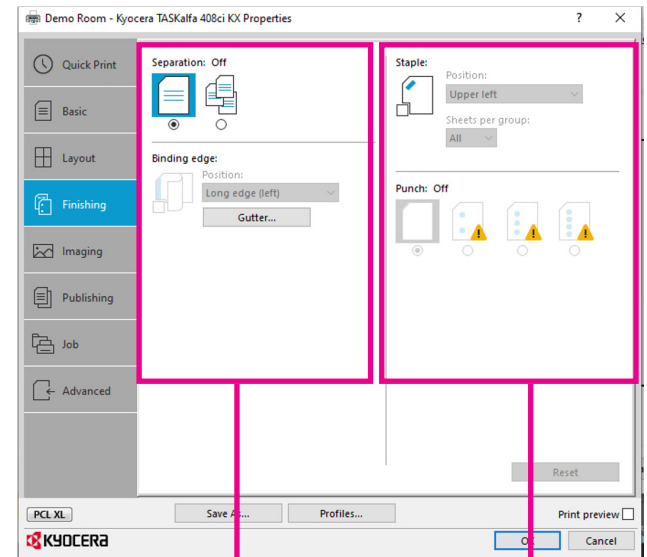 Demo Room - Kyocera TASKalfa 408ci KX Properties
?
Quick Print
Basic
Layout
Finishing
Imaging
Publishing
Job
Advanced
Separation: Off
Binding edge:
Position:
Long edge (left)
Gutter...
Staple:
Position:
Upper left
Sheets per group:
All
Punch: Off
Reset
PCL XL
Save
Profiles...
Print preview
KYOCERA
Cancel